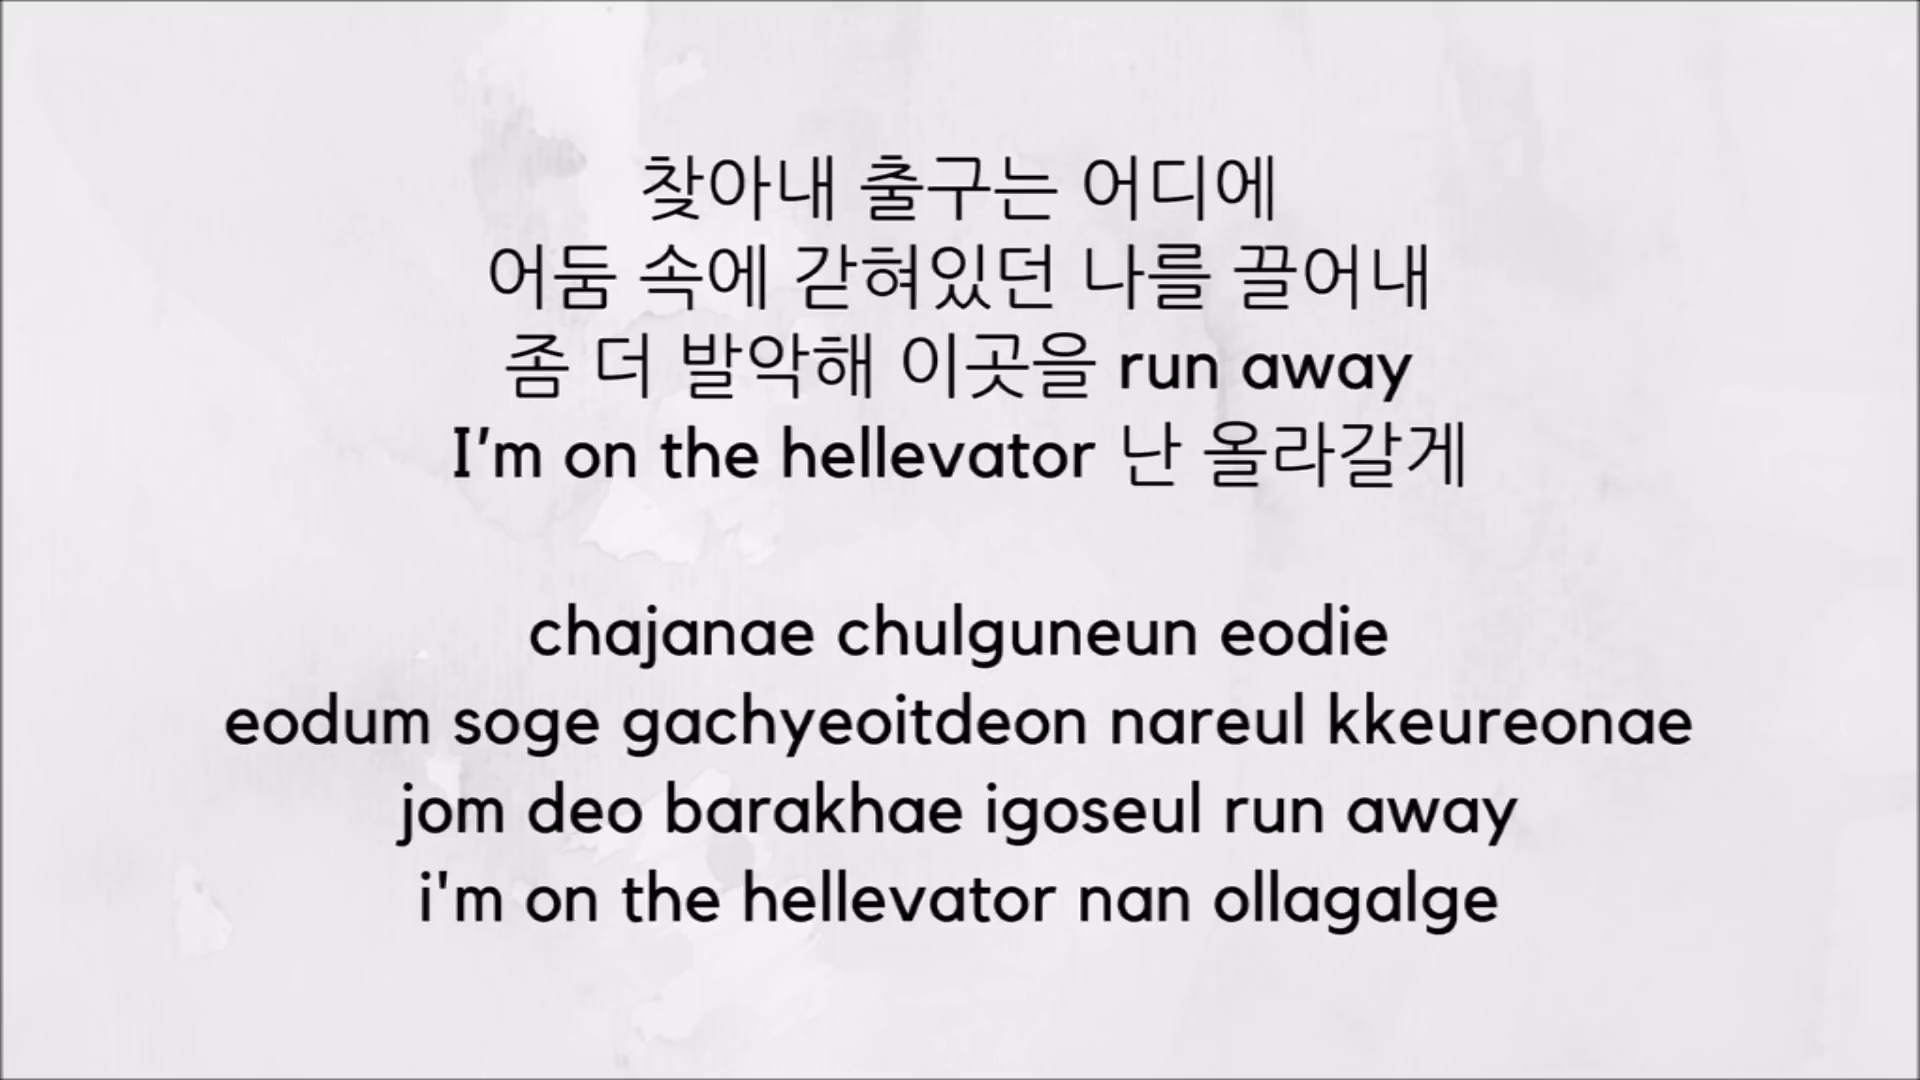 찾아내 출구는 어디에
어둠 속에 갇혀있던 나를 끌어내
좀 더 발악해 이곳을 run away
I'm on the hellevator 난 올라갈게
chajanae chulguneun eodie
eodum soge gachyeoitdeon nareul kkeureonae
jom deo barakhae igoseul run away
i'm on the hellevator nan ollagalge